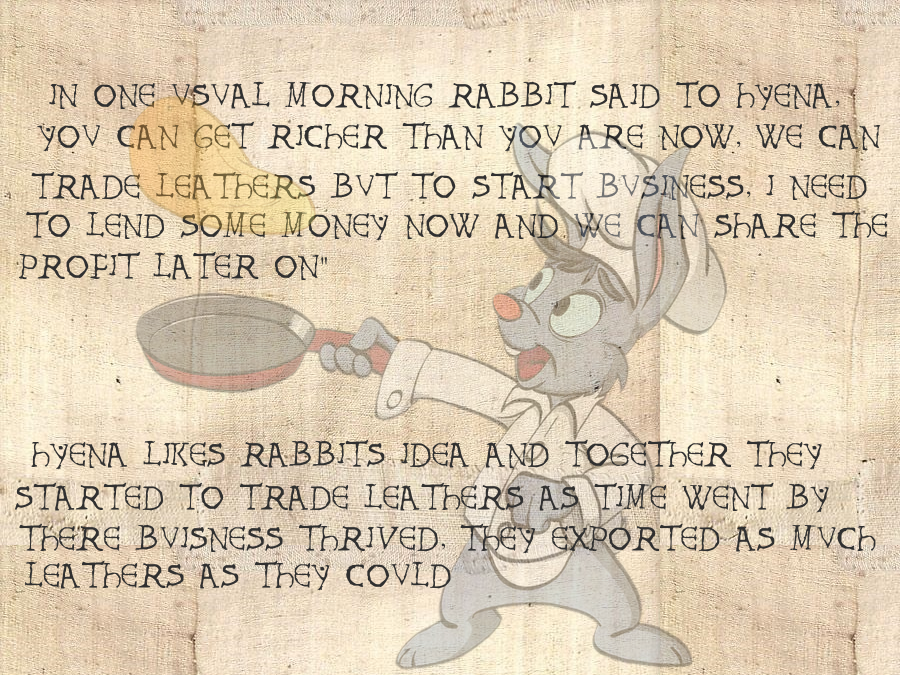 IN ONE VSVAL MORNING RABBIT SAID TO hYENA,
YOV CAN GET RICHER THAN YOV ARE NOW, WE CAN
TRADE LEATHERS BVT TO START BVSINESS, I NEED
TO LEND SOME MONEY NOW AND WE CAN SHARE THE
PROFIT LATER ON"
hYENA LIKES RABBITS IDEA AND TOGETHER THEY
STARTED TO TRADE LEATHERS AS TIME WENT BY
THERE BVISNESS THRIVED, THEY EXPORTED AS MVCh
LEATHERS AS THEY COVLD